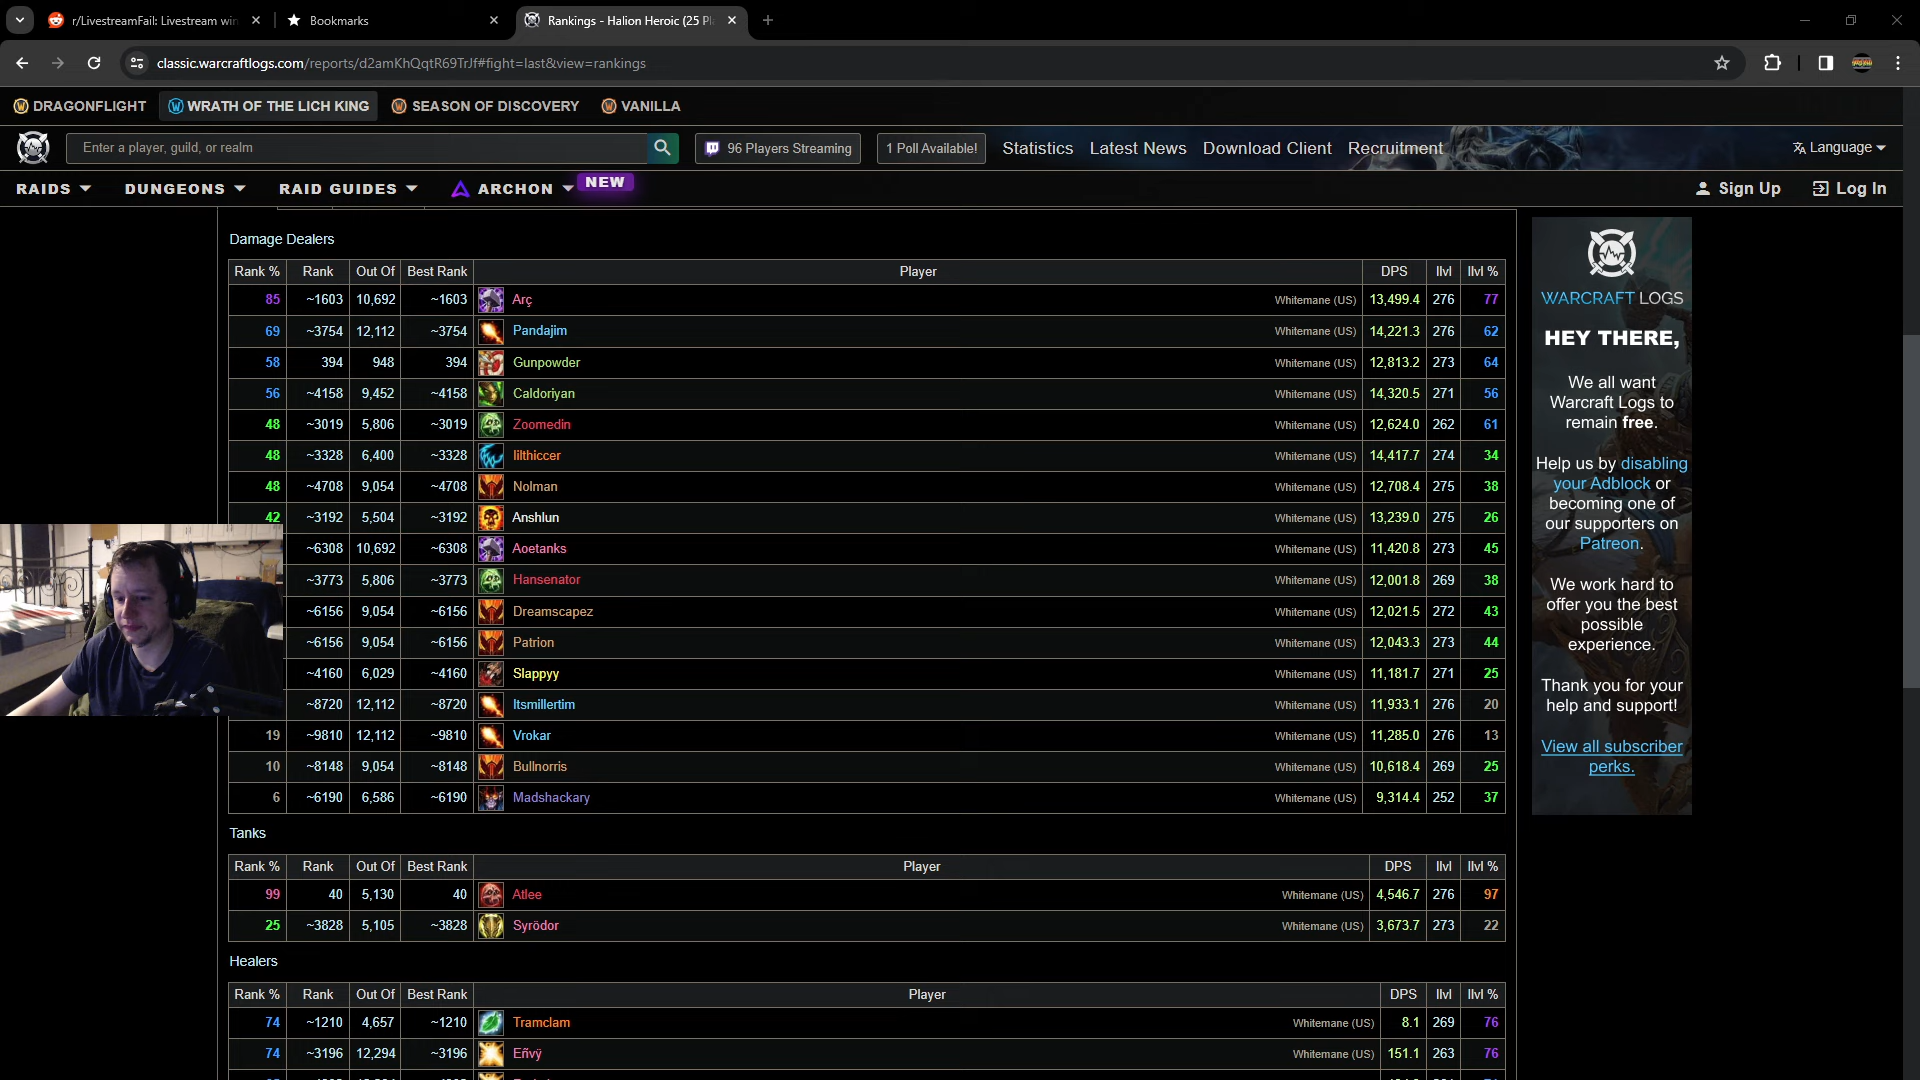 r/LivestreamFail: Livestream win
Bookmarks
Rankings - Halion Heroic (25 Pl
classic.warcraftlogs.com/reports/d2amKhQqtR69TrJf#fight=last&view=rankings
DRAGONFLIGHT WRATH OF THE LICH KING SEASON OF DISCOVERY VANILLA
Enter a player, guild, or realm 96 Players Streaming 1 Poll Available! Statistics Latest News Download Client Recruitment Language
RAIDS DUNGEONS RAID GUIDES ARCHON NEW Sign Up Log In
Damage Dealers
Rank % Rank Out Of Best Rank Player DPS Ilvl Ilvl %
85 ~1603 10,692 ~1603 Arç Whitemane (US) 13,499.4 276 77
69 ~3754 12,112 ~3754 Pandajim Whitemane (US) 14,221.3 276 62
58 394 948 394 Gunpowder Whitemane (US) 12,813.2 273 64
56 ~4158 9,452 ~4158 Caldoriyan Whitemane (US) 14,320.5 271 56
48 ~3019 5,806 ~3019 Zoomedin Whitemane (US) 12,624.0 262 61
48 ~3328 6,400 ~3328 lilthiccer Whitemane (US) 14,417.7 274 34
48 ~4708 9,054 ~4708 Nolman Whitemane (US) 12,708.4 275 38
42 ~3192 5,504 ~3192 Anshlun Whitemane (US) 13,239.0 275 26
~6308 10,692 ~6308 Aoetanks Whitemane (US) 11,420.8 273 45
~3773 5,806 ~3773 Hansenator Whitemane (US) 12,001.8 269 38
~6156 9,054 ~6156 Dreamscapez Whitemane (US) 12,021.5 272 43
~6156 9,054 ~6156 Patrion Whitemane (US) 12,043.3 273 44
~4160 6,029 ~4160 Slappyy Whitemane (US) 11,181.7 271 25
~8720 12,112 ~8720 Itsmillertim Whitemane (US) 11,933.1 276 20
19 ~9810 12,112 ~9810 Vrokar Whitemane (US) 11,285.0 276 13
10 ~8148 9,054 ~8148 Bullnorris Whitemane (US) 10,618.4 269 25
6 ~6190 6,586 ~6190 Madshackary Whitemane (US) 9,314.4 252 37
Tanks
Rank % Rank Out Of Best Rank Player DPS Ilvl Ilvl %
99 40 5,130 40 Atlee Whitemane (US) 4,546.7 276 97
25 ~3828 5,105 ~3828 Syrödor Whitemane (US) 3,673.7 273 22
Healers
Rank % Rank Out Of Best Rank Player DPS Ilvl Ilvl %
74 ~1210 4,657 ~1210 Tramclam Whitemane (US) 8.1 269 76
74 ~3196 12,294 ~3196 Eñvÿ Whitemane (US) 151.1 263 76
WARCRAFT LOGS
HEY THERE,
We all want
Warcraft Logs to
remain free.
Help us by disabling
your Adblock or
becoming one of
our supporters on
Patreon.
We work hard to
offer you the best
possible
experience.
Thank you for your
help and support!
View all subscriber
perks.